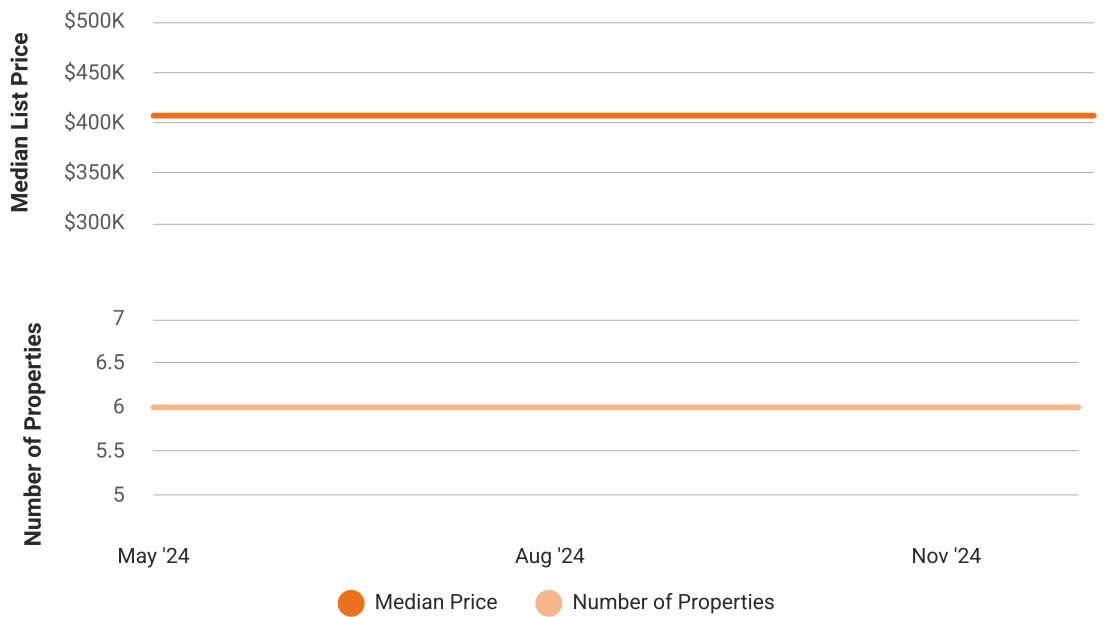 Median List Price
$500K
$450K
$400K
$350K
$300K
Number of Properties
7
6.5
6
5.5
5
May '24 Aug '24 Nov '24
Median Price Number of Properties